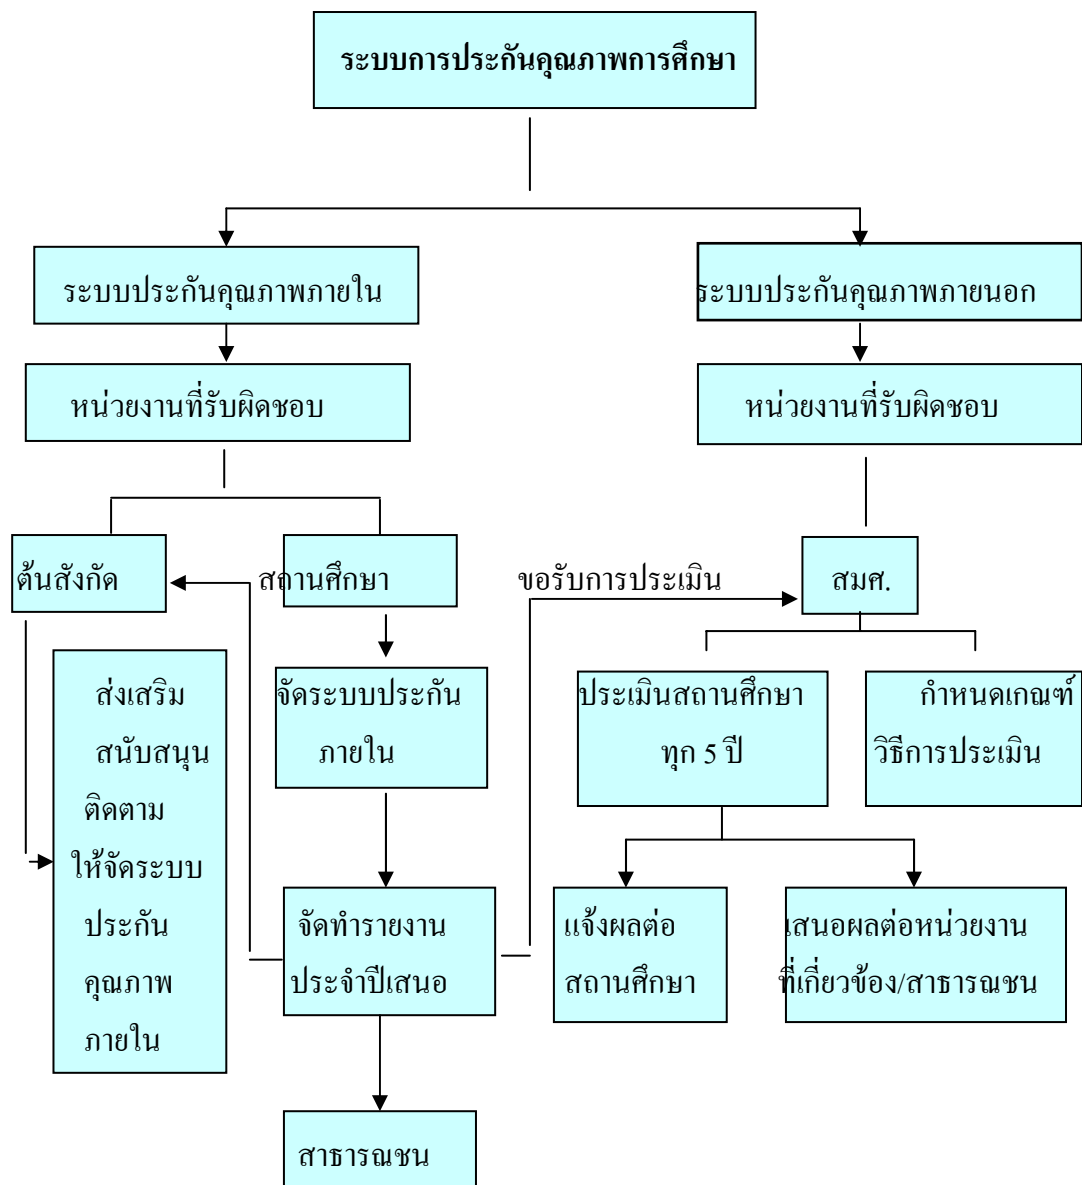 ระบบการประกันคุณภาพการศึกษา
ระบบประกันคุณภาพภายใน
ระบบประกันคุณภาพภายนอก
หน่วยงานที่รับผิดชอบ
หน่วยงานที่รับผิดชอบ
ต้นสังกัด
สถานศึกษา
ขอรับการประเมิน
สมศ.
ส่งเสริม
สนับสนุน
ติดตาม
ให้จัดระบบ
ประกัน
คุณภาพ
ภายใน
จัดระบบประกัน
ภายใน
ประเมินสถานศึกษา
ทุก 5 ปี
กำหนดเกณฑ์
วิธีการประเมิน
จัดทำรายงาน
ประจำปีเสนอ
แจ้งผลต่อ
สถานศึกษา
เสนอผลต่อหน่วยงาน
ที่เกี่ยวข้อง/สาธารณชน
สาธารณชน